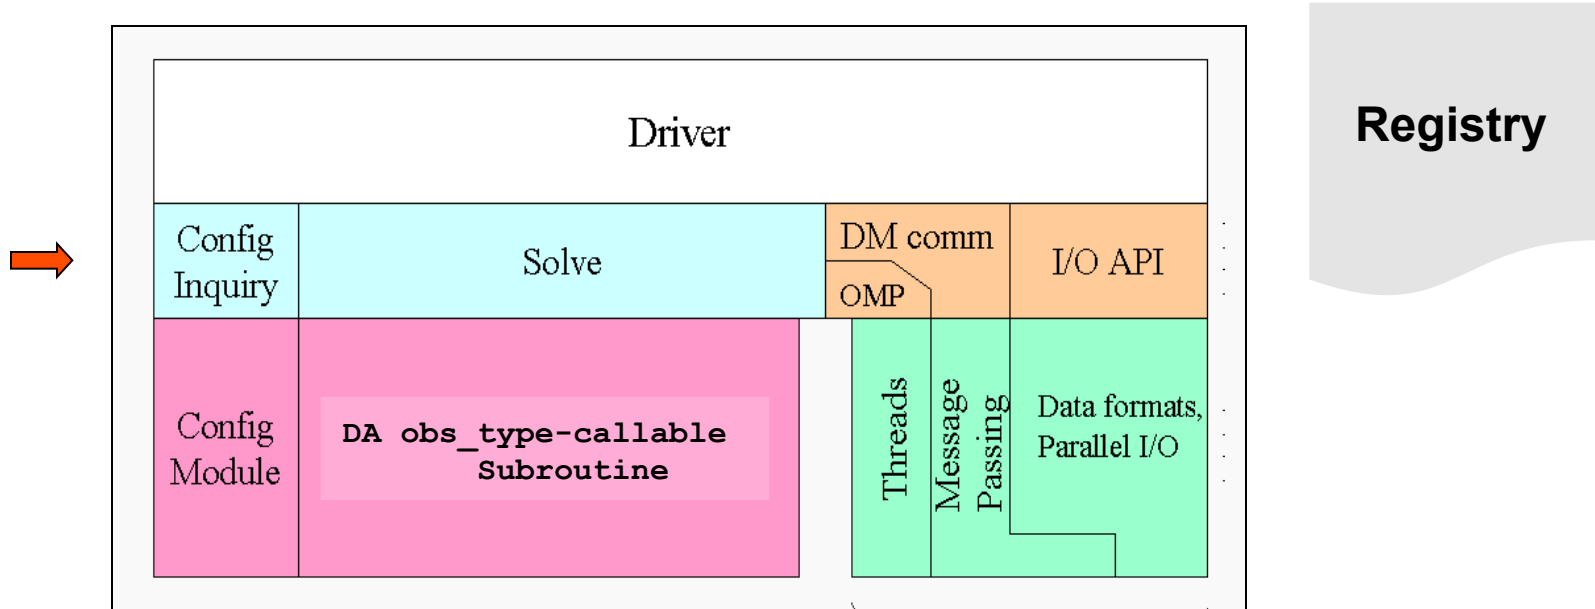 Driver
Registry
Config
Inquiry
Solve
DM comm
OMP
I/O API
Config
Module
DA obs_type-callable
Subroutine
Threads
Message
Passing
Data formats,
Parallel I/O